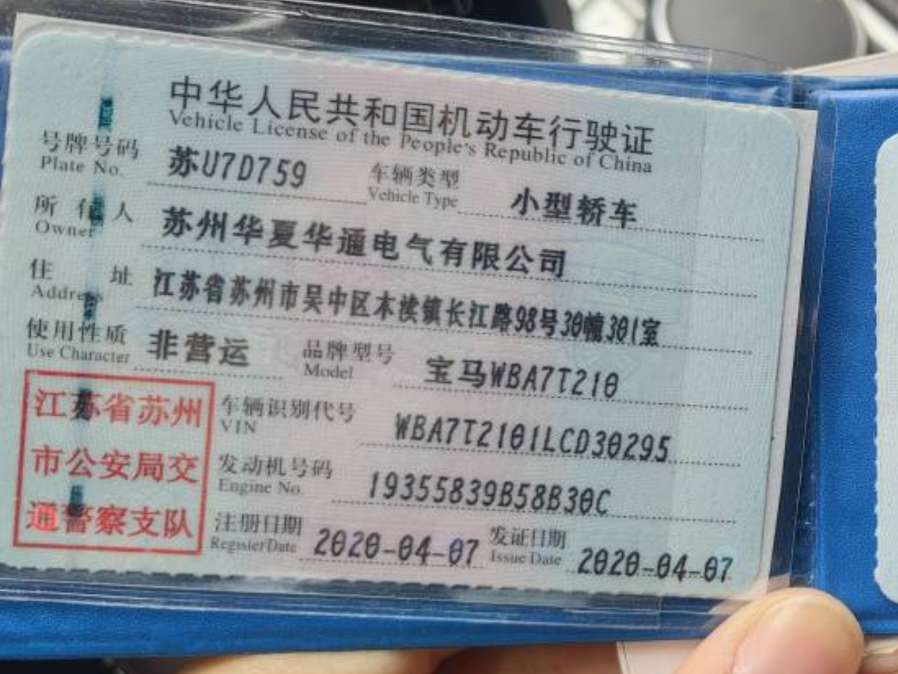 中华人民共和国机动车行驶证
Vehicle License of the People's Republic of China
号牌号码 苏U7D759 车辆类型 小型轿车
Plate No. Vehicle Type
所有人 苏州华夏华通电气有限公司
Owner
住址 江苏省苏州市吴中区木渎镇长江路98号30幢301室
Address
使用性质 非营运 品牌型号 宝马WBA7T210
Use Character Model
江苏省苏州
市公安局交
通警察支队
车辆识别代号 WBA7T2101LCD30295
VIN
发动机号码 19355839B58B30C
Engine No.
注册日期 2020-04-07 发证日期 2020-04-07
Register Date Issue Date